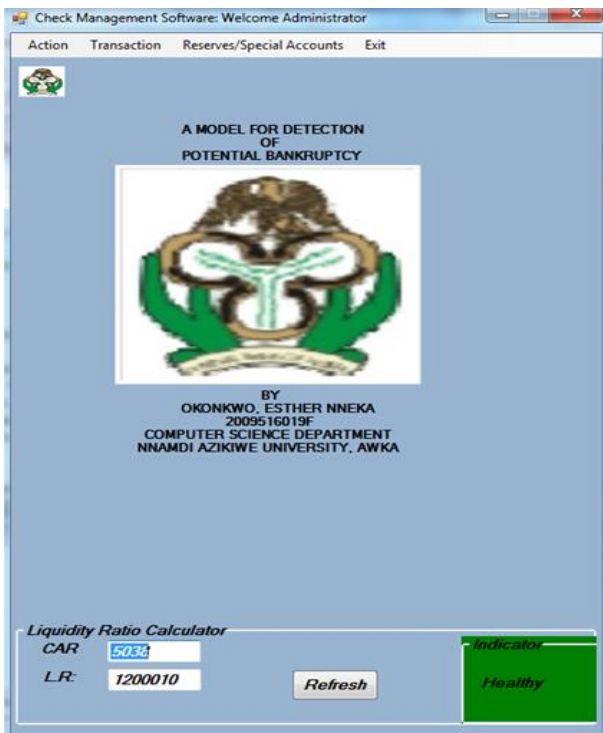 Check Management Software: Welcome Administrator
Action Transaction Reserves/Special Accounts Exit
A MODEL FOR DETECTION
OF
POTENTIAL BANKRUPTCY
BY
OKONKWO, ESTHER NNEKA
2009516019F
COMPUTER SCIENCE DEPARTMENT
NNAMDI AZIKIWE UNIVERSITY, AWKA
Liquidity Ratio Calculator
CAR 5038
L.R: 1200010
Refresh
Indicator
Healthy